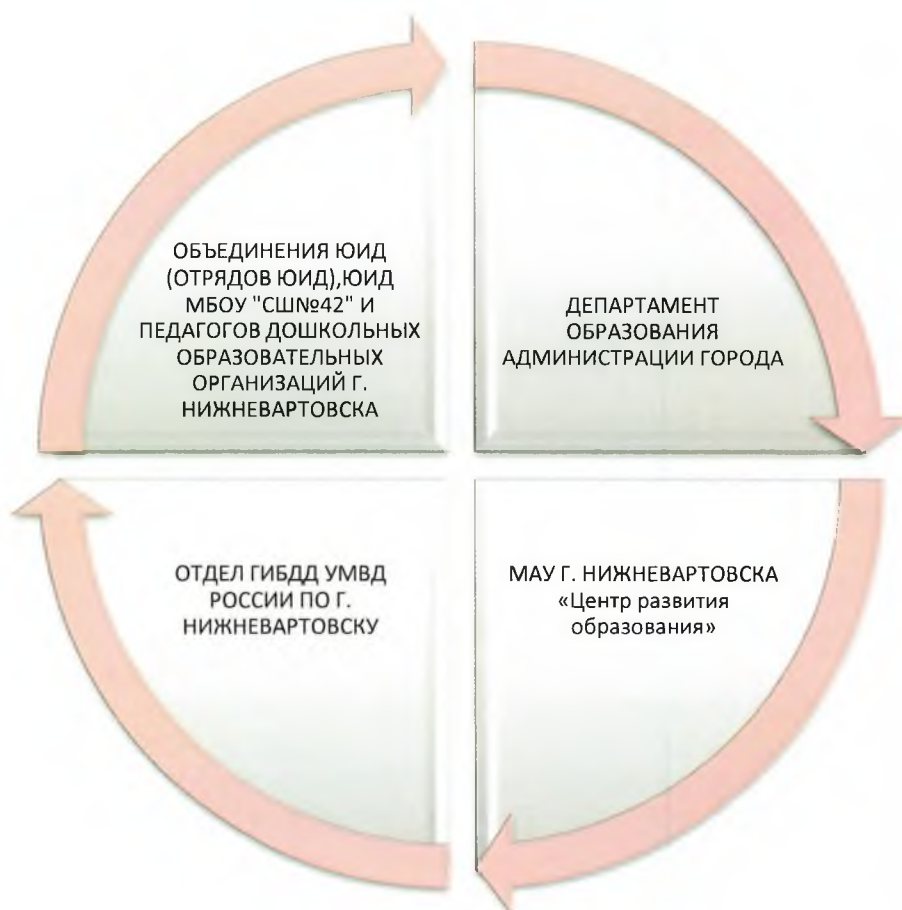 ОБЪЕДИНЕНИЯ ЮИД
(ОТРЯДОВ ЮИД),ЮИД
МБОУ "СШ№42" И
ПЕДАГОГОВ ДОШКОЛЬНЫХ
ОБРАЗОВАТЕЛЬНЫХ
ОРГАНИЗАЦИЙ Г.
НИЖНЕВАРТОВСКА
ДЕПАРТАМЕНТ
ОБРАЗОВАНИЯ
АДМИНИСТРАЦИИ ГОРОДА
ОТДЕЛ ГИБДД УМВД
РОССИИ ПО Г.
НИЖНЕВАРТОВСКУ
МАУ Г. НИЖНЕВАРТОВСКА
«Центр развития
образования»